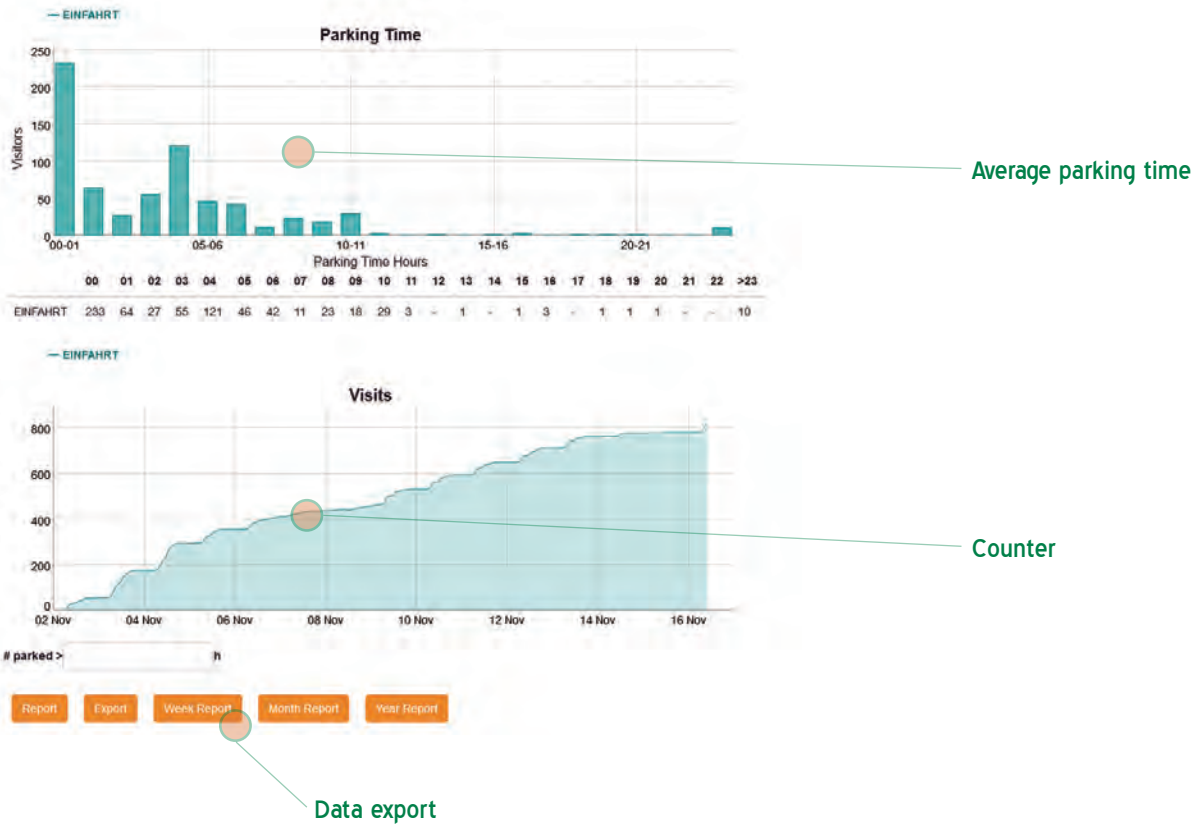 — EINFAHRT
Parking Time
250
200
150
100
50
0
Visitors
00-01 05-06 10-11 15-16 20-21
Parking Time Hours
00 01 02 03 04 05 06 07 08 09 10 11 12 13 14 15 16 17 18 19 20 21 22 >23
EINFAHRT 233 64 27 55 121 46 42 11 23 18 29 3 - 1 - 1 3 - 1 1 1 - - 10
Average parking time
— EINFAHRT
Visits
800
600
400
200
0
02 Nov 04 Nov 06 Nov 08 Nov 10 Nov 12 Nov 14 Nov 16 Nov
Counter
# parked > h
Report Export Week Report Month Report Year Report
Data export